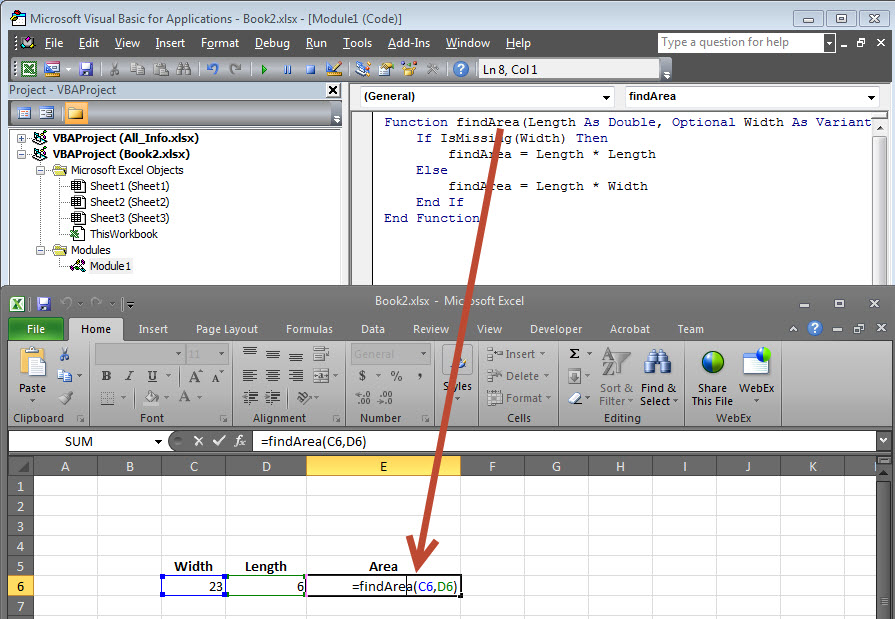 Microsoft Visual Basic for Applications - Book2.xlsx - [Module1 (Code)]
File Edit View Insert Format Debug Run Tools Add-Ins Window Help
Type a question for help
Ln 8, Col 1
Project - VBAProject
(General)
findArea
VBAProject (All_Info.xlsx)
VBAProject (Book2.xlsx)
Microsoft Excel Objects
Sheet1 (Sheet1)
Sheet2 (Sheet2)
Sheet3 (Sheet3)
ThisWorkbook
Modules
Module1
Function findArea(Length As Double, Optional Width As Variant
If IsMissing(Width) Then
findArea = Length * Length
Else
findArea = Length * Width
End If
End Function
Book2.xlsx - Microsoft Excel
File Home Insert Page Layout Formulas Data Review View Developer Acrobat Team
Paste
Clipboard
11
B I U A A
A
Font
Alignment
General
$ % ,
.00
Number
Styles
Insert
Delete
Format
Cells
Σ
Sort & Filter
Find & Select
Editing
Share This File
WebEx
WebEx
SUM
fx
=findArea(C6,D6)
A B C D E F G H I J K
1
2
3
4
5 Width Length Area
6 23 6 =findArea(C6,D6)
7